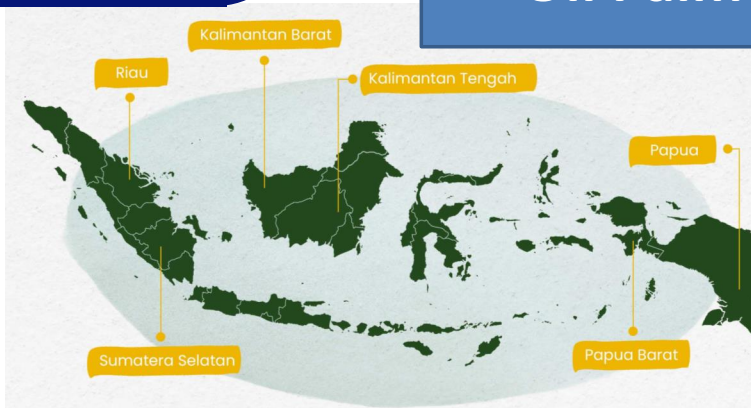 Kalimantan Barat
Riau
Kalimantan Tengah
Papua
Sumatera Selatan
Papua Barat